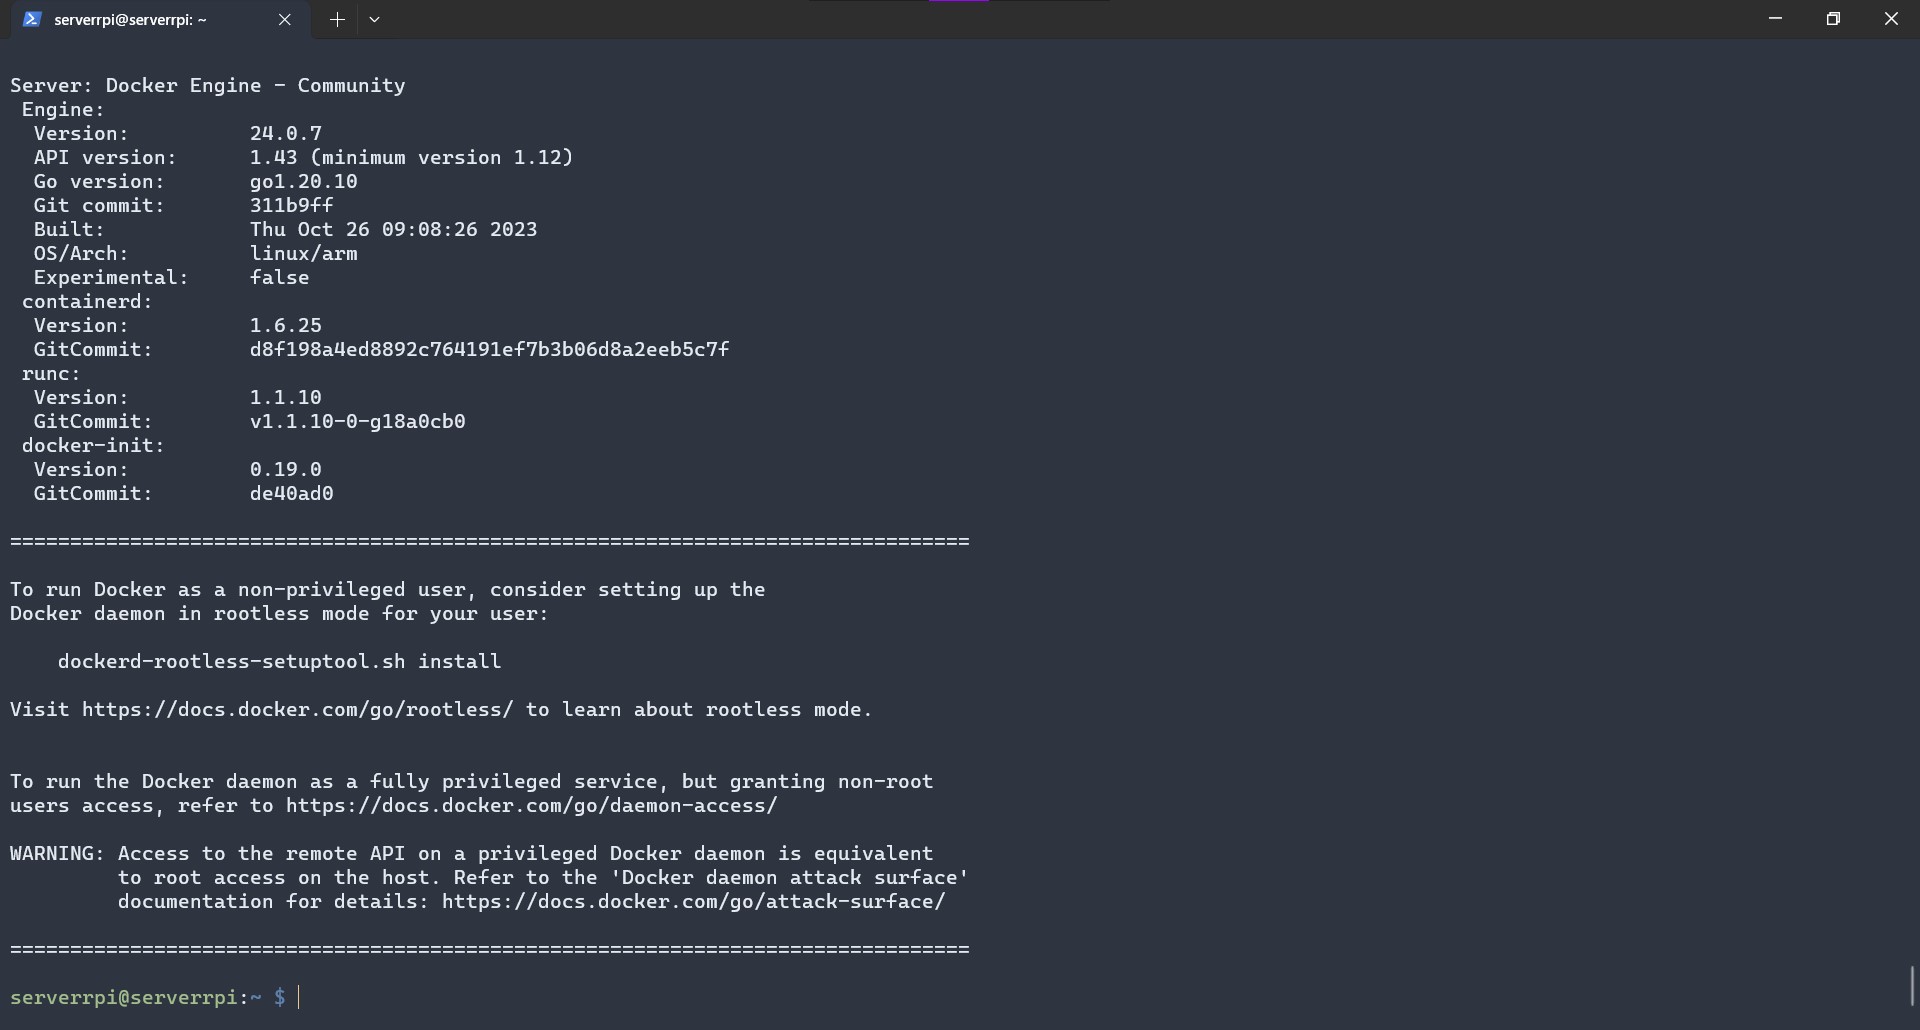 serverrpi@serverrpi: ~
Server: Docker Engine - Community
 Engine:
  Version:          24.0.7
  API version:      1.43 (minimum version 1.12)
  Go version:       go1.20.10
  Git commit:       311b9ff
  Built:            Thu Oct 26 09:08:26 2023
  OS/Arch:          linux/arm
  Experimental:     false
 containerd:
  Version:          1.6.25
  GitCommit:        d8f198a4ed8892c764191ef7b3b06d8a2eeb5c7f
 runc:
  Version:          1.1.10
  GitCommit:        v1.1.10-0-g18a0cb0
 docker-init:
  Version:          0.19.0
  GitCommit:        de40ad0
================================================================================
To run Docker as a non-privileged user, consider setting up the
Docker daemon in rootless mode for your user:
    dockerd-rootless-setuptool.sh install
Visit https://docs.docker.com/go/rootless/ to learn about rootless mode.
To run the Docker daemon as a fully privileged service, but granting non-root
users access, refer to https://docs.docker.com/go/daemon-access/
WARNING: Access to the remote API on a privileged Docker daemon is equivalent
         to root access on the host. Refer to the 'Docker daemon attack surface'
         documentation for details: https://docs.docker.com/go/attack-surface/
================================================================================
serverrpi@serverrpi:~ $